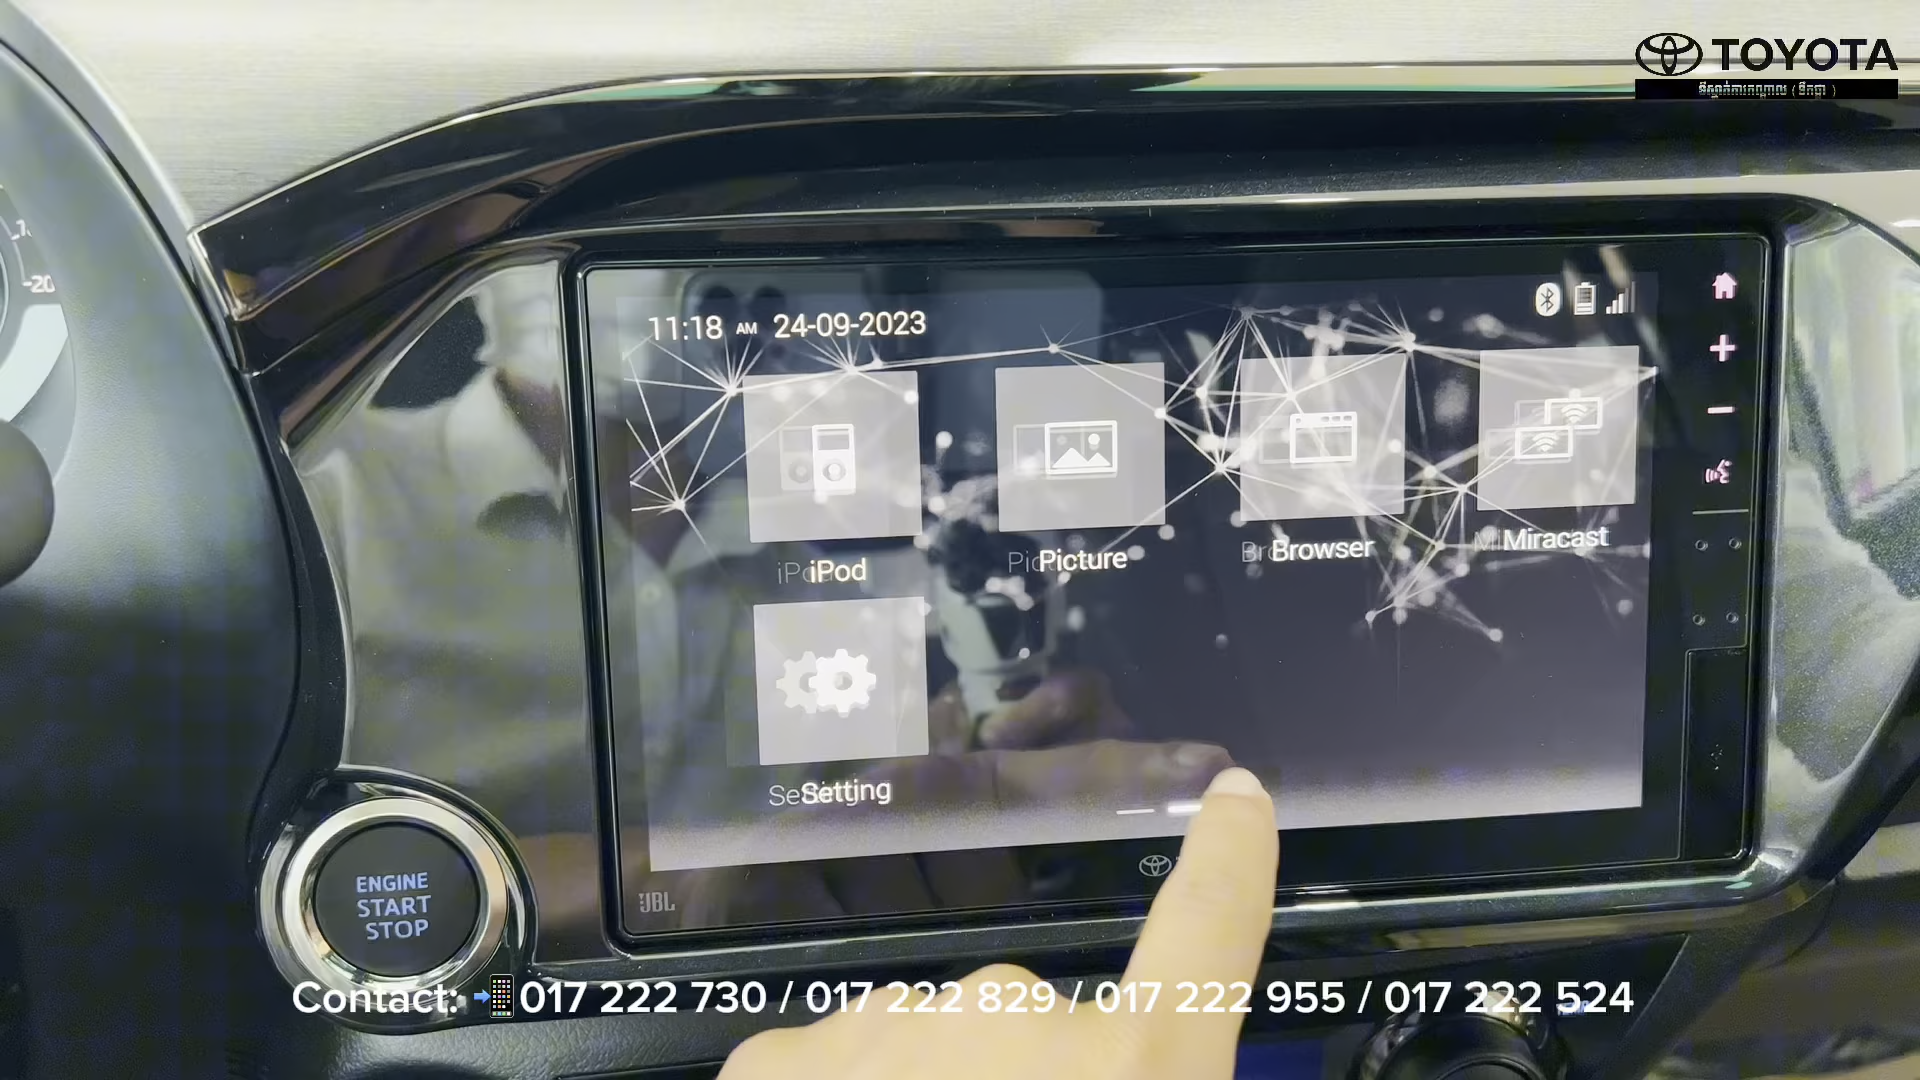 TOYOTA
-20
11:18 AM 24-09-2023
iPod
Picture
Browser
Miracast
Setting
JBL
ENGINE
START
STOP
Contact: 📲017 222 730 / 017 222 829 / 017 222 955 / 017 222 524